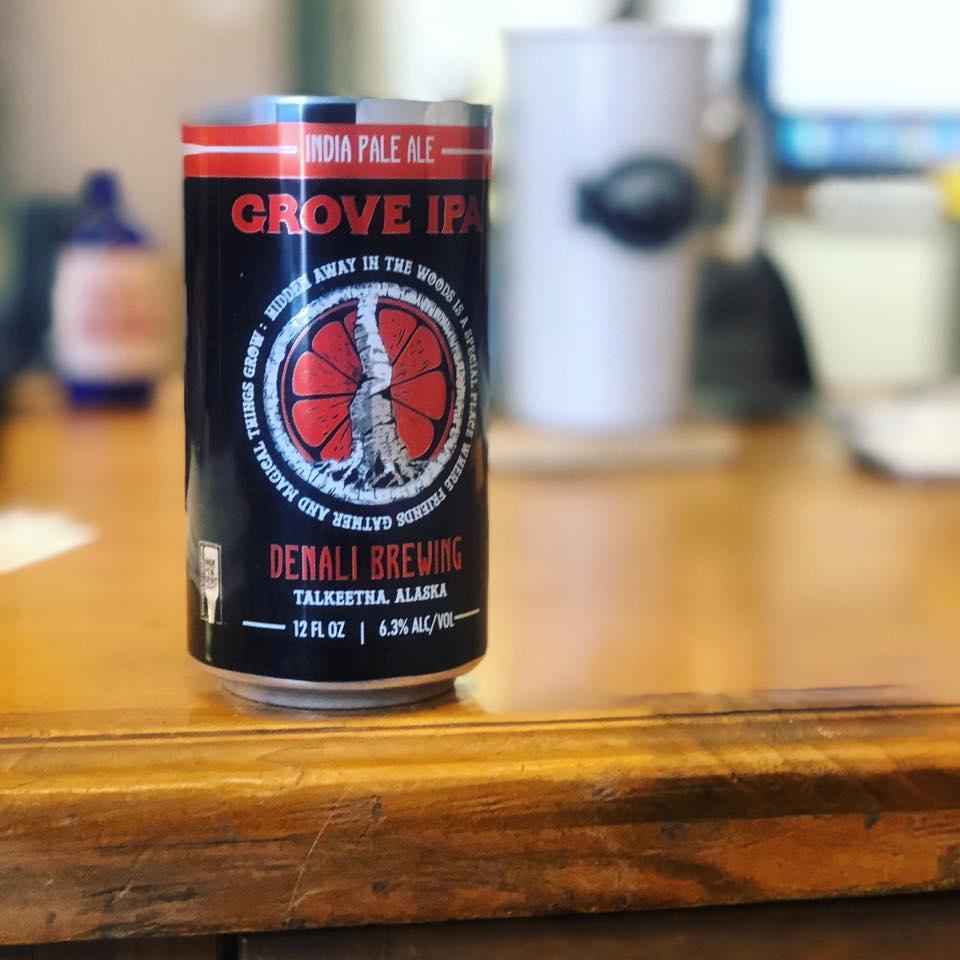 INDIA PALE ALE
GROVE IPA
HIDDEN AWAY IN THE WOODS IS A SPECIAL PLACE WHERE FRIENDS GATHER AND MAGICAL THINGS GROW :
DENALI BREWING
TALKEETNA, ALASKA
12 FL OZ | 6.3% ALC/VOL